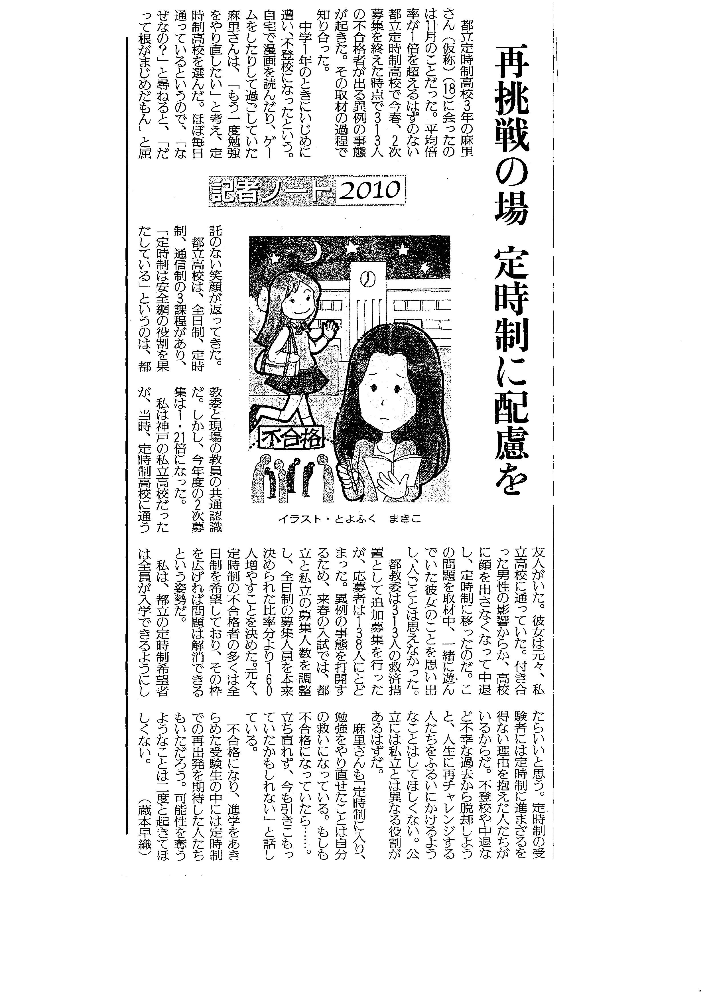 再挑戦の場 定時制に配慮を
都立定時制高校3年の麻里
さん（仮称）（18）に会ったの
は11月のことだった。平均倍
率が1倍を超えるはずのない
都立定時制高校で今春、2次
募集を終えた時点で313人
の不合格者が出る異例の事態
が起きた。その取材の過程で
知り合った。
中学1年のときにいじめに
遭い、不登校になったという。
自宅で漫画を読んだり、ゲー
ムをしたりして過ごしていた
麻里さんは、「もう一度勉強
をやり直したい」と考え、定
時制高校を選んだ。ほぼ毎日
通っているというので、「な
ぜなの？」と尋ねると、「だ
って根がまじめだもん」と屈
記者ノート2010
託のない笑顔が返ってきた。
都立高校は、全日制、定時
制、通信制の3課程があり、
「定時制は安全網の役割を果
たしている」というのは、都
不合格
イラスト・とよふく　まきこ
教委と現場の教員の共通認識
だ。しかし、今年度の2次募
集は1・21倍になった。
私は神戸の私立高校だった
が、当時、定時制高校に通う
友人がいた。彼女は元々、私
立高校に通っていた。付き合
った男性の影響からか、高校
に顔を出さなくなって中退
し、定時制に移ったのだ。こ
の問題を取材中、一緒に遊ん
でいた彼女のことを思い出
し、人ごととは思えなかった。
都教委は313人の救済措
置として追加募集を行った
が、応募者は138人にとど
まった。異例の事態を打開す
るため、来春の入試では、都
立と私立の募集人数を調整
し、全日制の募集人員を本来
決められた比率分より160
人増やすことを決めた。元々、
定時制の不合格者の多くは全
日制を希望しており、その枠
を広げれば問題は解消できる
という姿勢だ。
私は、都立の定時制希望者
は全員が入学できるようにし
たらいいと思う。定時制の受
験者には定時制に進まざるを
得ない理由を抱えた人たちが
いるからだ。不登校や中退な
ど不幸な過去から脱却しよう
と、人生に再チャレンジする
人たちをふるいにかけるよう
なことはしてほしくない。公
立には私立とは異なる役割が
あるはずだ。
麻里さんも「定時制に入り、
勉強をやり直せたことは自分
の救いになっている。もしも
不合格になっていたら……。
立ち直れず、今も引きこもっ
ていたかもしれない」と話し
ている。
不合格になり、進学をあき
らめた受験生の中には定時制
での再出発を期待した人たち
もいただろう。可能性を奪う
ようなことは二度と起きてほ
しくない。　（蔵本早織）